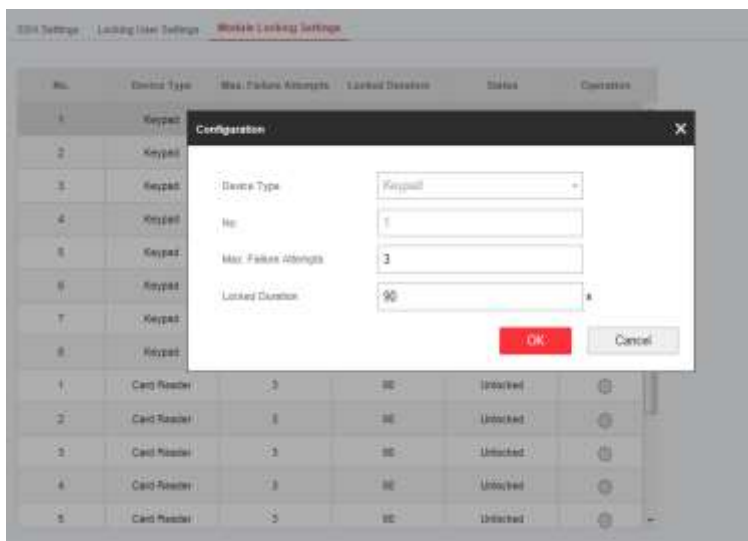 SSH Settings Locking User Settings Module Locking Settings
No. Device Type Max. Failure Attempts Locked Duration Status Operation
1 Keypad
Configuration
2 Keypad
3 Keypad
Device Type Keypad
4 Keypad
No. 1
5 Keypad
Max. Failure Attempts 3
6 Keypad
Locked Duration 90 s
7 Keypad
OK Cancel
8 Keypad
1 Card Reader 3 90 Unlocked
2 Card Reader 3 90 Unlocked
3 Card Reader 3 90 Unlocked
4 Card Reader 3 90 Unlocked
5 Card Reader 3 90 Unlocked